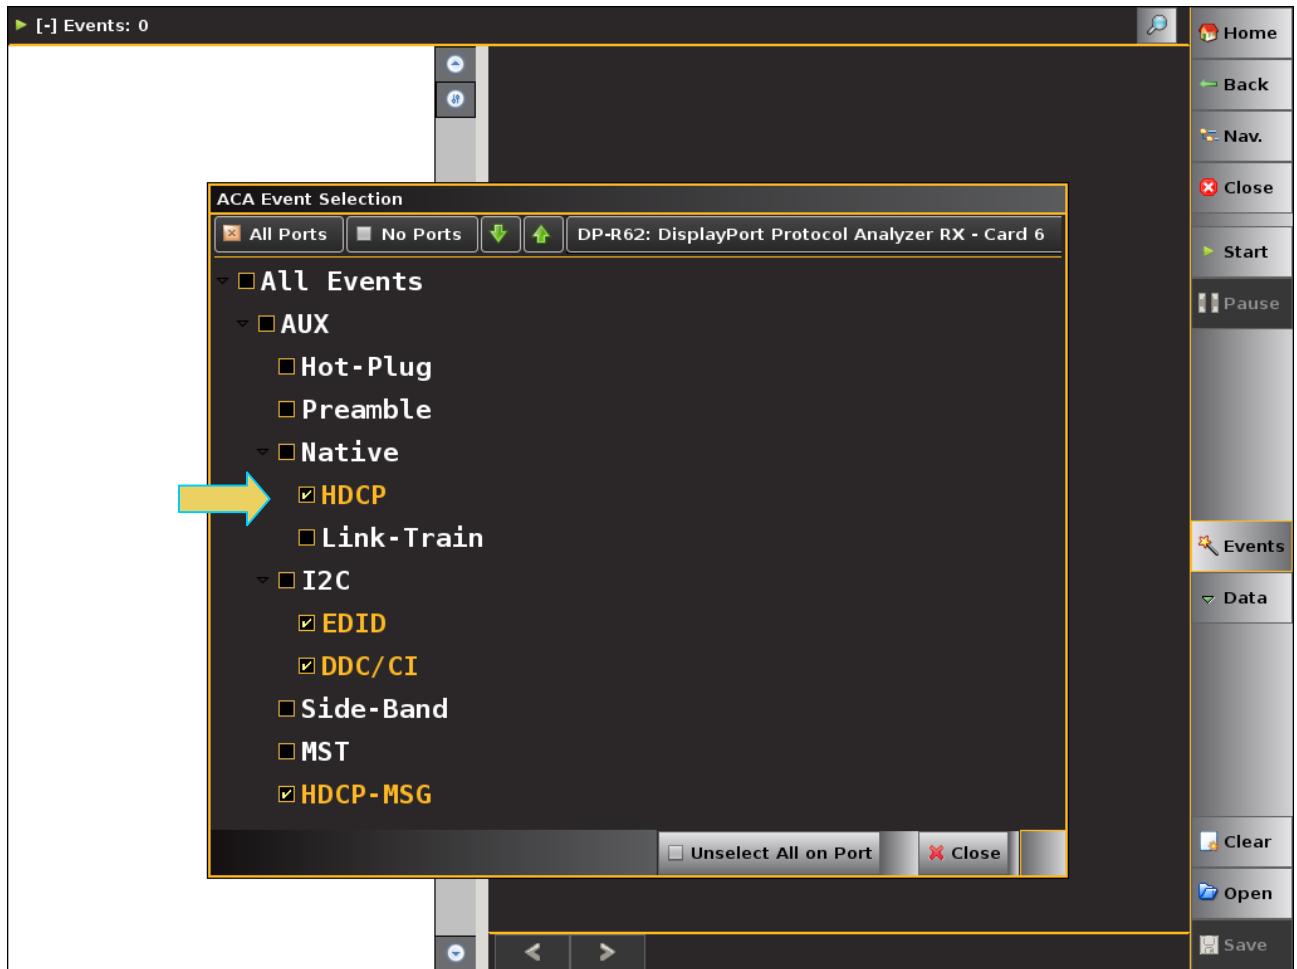 [-] Events: 0
Home
Back
Nav.
Close
Start
Pause
Events
Data
Clear
Open
Save
ACA Event Selection
All Ports No Ports DP-R62: DisplayPort Protocol Analyzer RX - Card 6
All Events
AUX
Hot-Plug
Preamble
Native
HDCP
Link-Train
I2C
EDID
DDC/CI
Side-Band
MST
HDCP-MSG
Unselect All on Port Close
< >